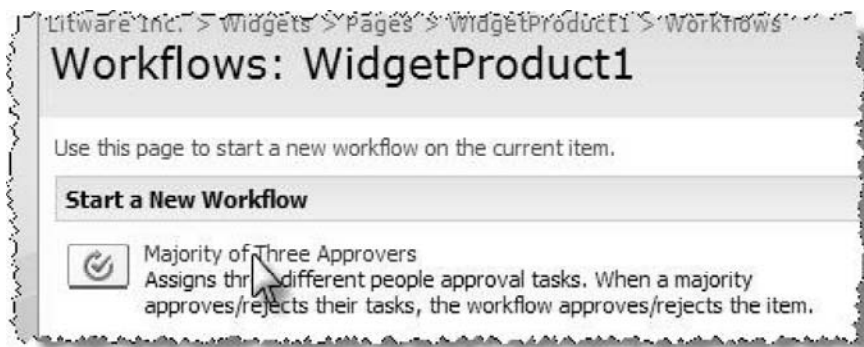 Litware Inc. > Widgets > Pages > WidgetProduct1 > Workflows
Workflows: WidgetProduct1
Use this page to start a new workflow on the current item.
Start a New Workflow
Majority of Three Approvers
Assigns thr different people approval tasks. When a majority
approves/rejects their tasks, the workflow approves/rejects the item.